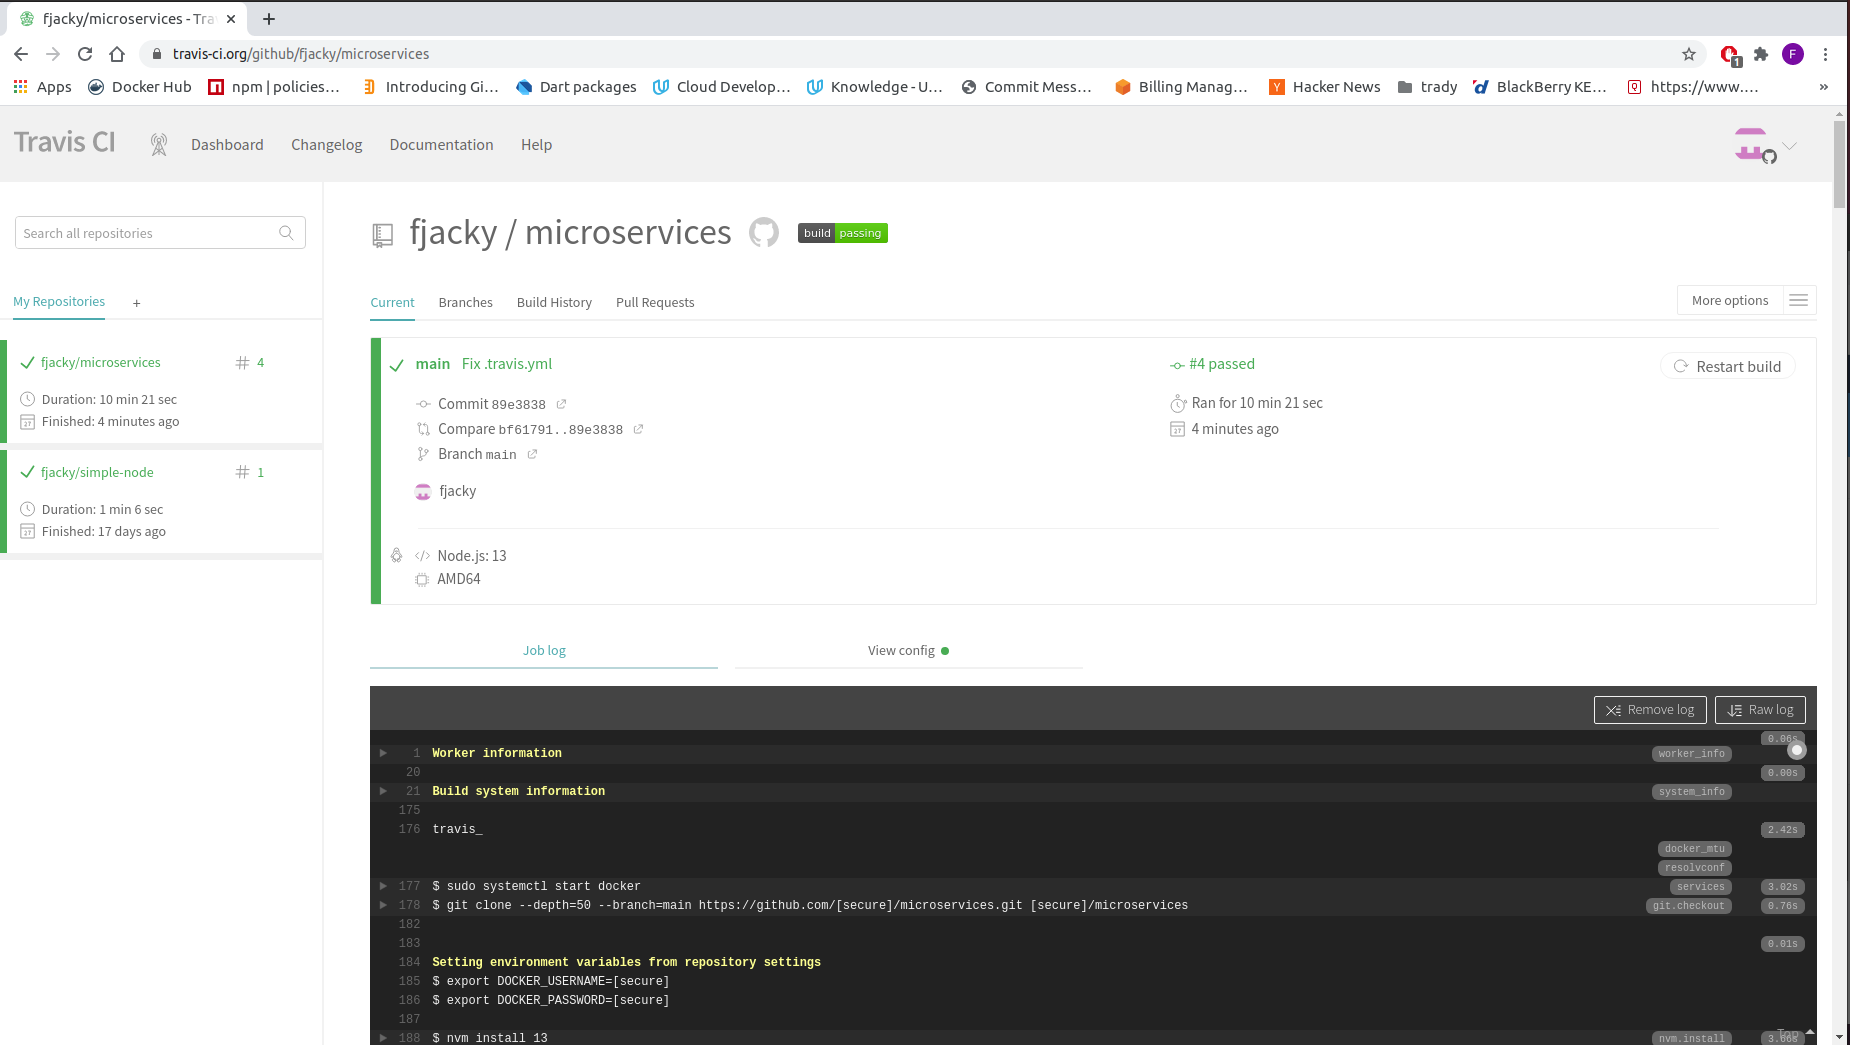 fjacky/microservices - Tra
travis-ci.org/github/fjacky/microservices
1
F
Apps
Docker Hub
npm | policies...
Introducing Gi...
Dart packages
Cloud Develop...
Knowledge - U...
Commit Mess...
Billing Manag...
Hacker News
trady
BlackBerry KE...
https://www....
»
Travis CI
Dashboard
Changelog
Documentation
Help
Search all repositories
My Repositories +
fjacky/microservices # 4
Duration: 10 min 21 sec
Finished: 4 minutes ago
fjacky/simple-node # 1
Duration: 1 min 6 sec
Finished: 17 days ago
fjacky / microservices
build passing
Current Branches Build History Pull Requests
More options
main Fix .travis.yml
#4 passed
Restart build
Commit 89e3838
Ran for 10 min 21 sec
Compare bf61791..89e3838
4 minutes ago
Branch main
fjacky
</> Node.js: 13
AMD64
Job log
View config
Remove log
Raw log
0.06s
1 Worker information worker_info
20 0.00s
21 Build system information system_info
175
176 travis_ 2.42s
docker_mtu
resolvconf
177 $ sudo systemctl start docker services 3.02s
178 $ git clone --depth=50 --branch=main https://github.com/[secure]/microservices.git [secure]/microservices git.checkout 0.76s
182
183 0.01s
184 Setting environment variables from repository settings
185 $ export DOCKER_USERNAME=[secure]
186 $ export DOCKER_PASSWORD=[secure]
187
188 $ nvm install 13 nvm.install 3.06s
Top